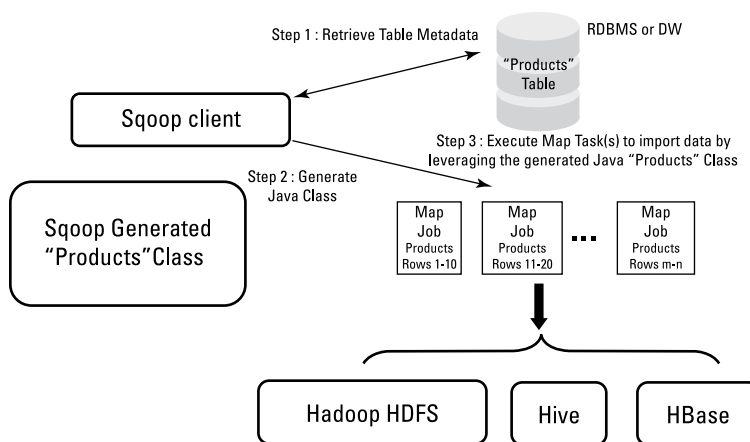 Step 1 : Retrieve Table Metadata
RDBMS or DW
“Products”
Table
Sqoop client
Step 3 : Execute Map Task(s) to import data by
leveraging the generated Java “Products” Class
Step 2 : Generate
Java Class
Sqoop Generated
“Products”Class
Map
Job
Products
Rows 1-10
Map
Job
Products
Rows 11-20
...
Map
Job
Products
Rows m-n
Hadoop HDFS
Hive
HBase